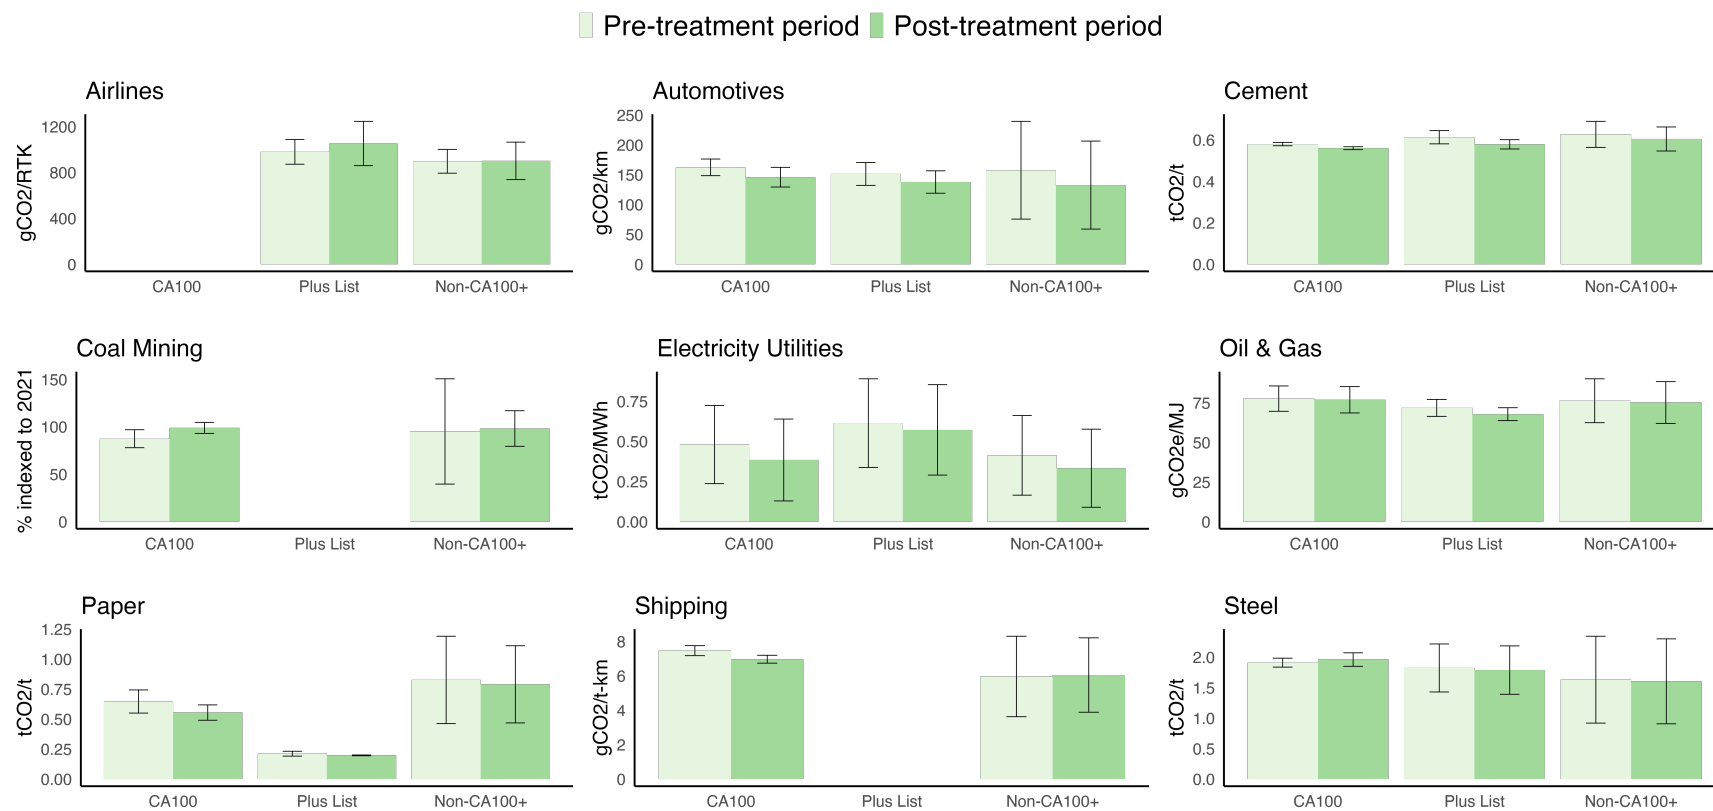 Pre-treatment period Post-treatment period
Airlines
gCO2/RTK
1200
800
400
0
CA100 Plus List Non-CA100+
Automotives
gCO2/km
250
200
150
100
50
0
CA100 Plus List Non-CA100+
Cement
tCO2/t
0.6
0.4
0.2
0.0
CA100 Plus List Non-CA100+
Coal Mining
% indexed to 2021
150
100
50
0
CA100 Plus List Non-CA100+
Electricity Utilities
tCO2/MWh
0.75
0.50
0.25
0.00
CA100 Plus List Non-CA100+
Oil & Gas
gCO2e/MJ
75
50
25
0
CA100 Plus List Non-CA100+
Paper
tCO2/t
1.25
1.00
0.75
0.50
0.25
0.00
CA100 Plus List Non-CA100+
Shipping
gCO2/t-km
8
6
4
2
0
CA100 Plus List Non-CA100+
Steel
tCO2/t
2.0
1.5
1.0
0.5
0.0
CA100 Plus List Non-CA100+